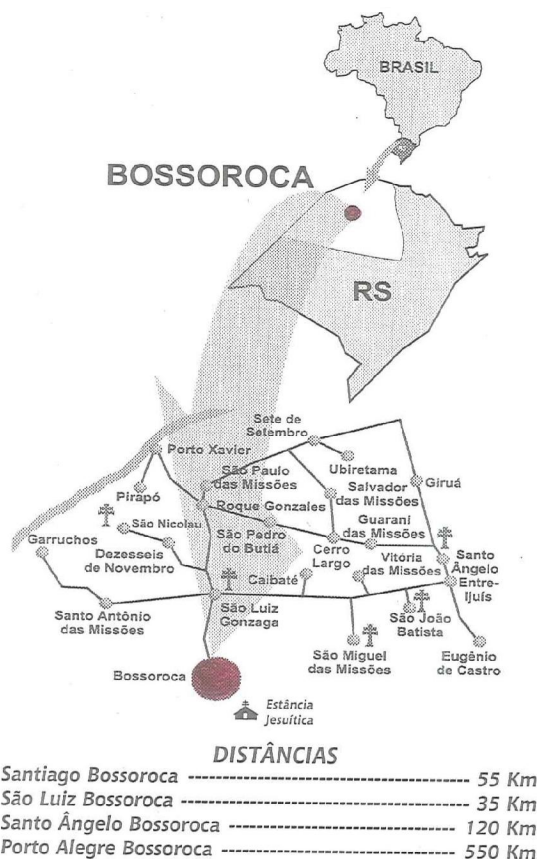 BRASIL
BOSSOROCA
RS
Sete de
Setembro
Porto Xavier
Ubiretama
São Paulo
das Missões
Salvador
das Missões
Giruá
Pirapó
Roque Gonzales
Guarani
das Missões
São Nicolau
São Pedro
do Butiá
Garruchos
Dezesseis
de Novembro
Cerro
Largo
Vitória
das Missões
Santo
Ângelo
Caibaté
Entre-
Ijuís
Santo Antônio
das Missões
São Luiz
Gonzaga
São João
Batista
São Miguel
das Missões
Eugênio
de Castro
Bossoroca
Estância
Jesuítica
DISTÂNCIAS
Santiago Bossoroca ---------------------------------------- 55 Km
São Luiz Bossoroca ---------------------------------------- 35 Km
Santo Ângelo Bossoroca --------------------------------- 120 Km
Porto Alegre Bossoroca ---------------------------------- 550 Km